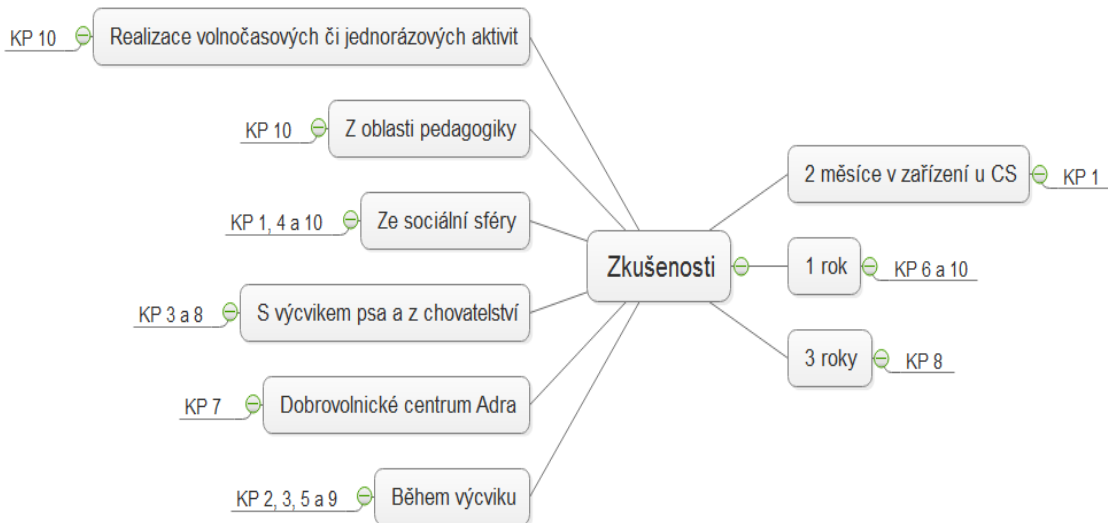 KP 10
Realizace volnočasových či jednorázových aktivit
KP 10
Z oblasti pedagogiky
KP 1, 4 a 10
Ze sociální sféry
KP 3 a 8
S výcvikem psa a z chovatelství
KP 7
Dobrovolnické centrum Adra
KP 2, 3, 5 a 9
Během výcviku
Zkušenosti
2 měsíce v zařízení u CS
KP 1
1 rok
KP 6 a 10
3 roky
KP 8